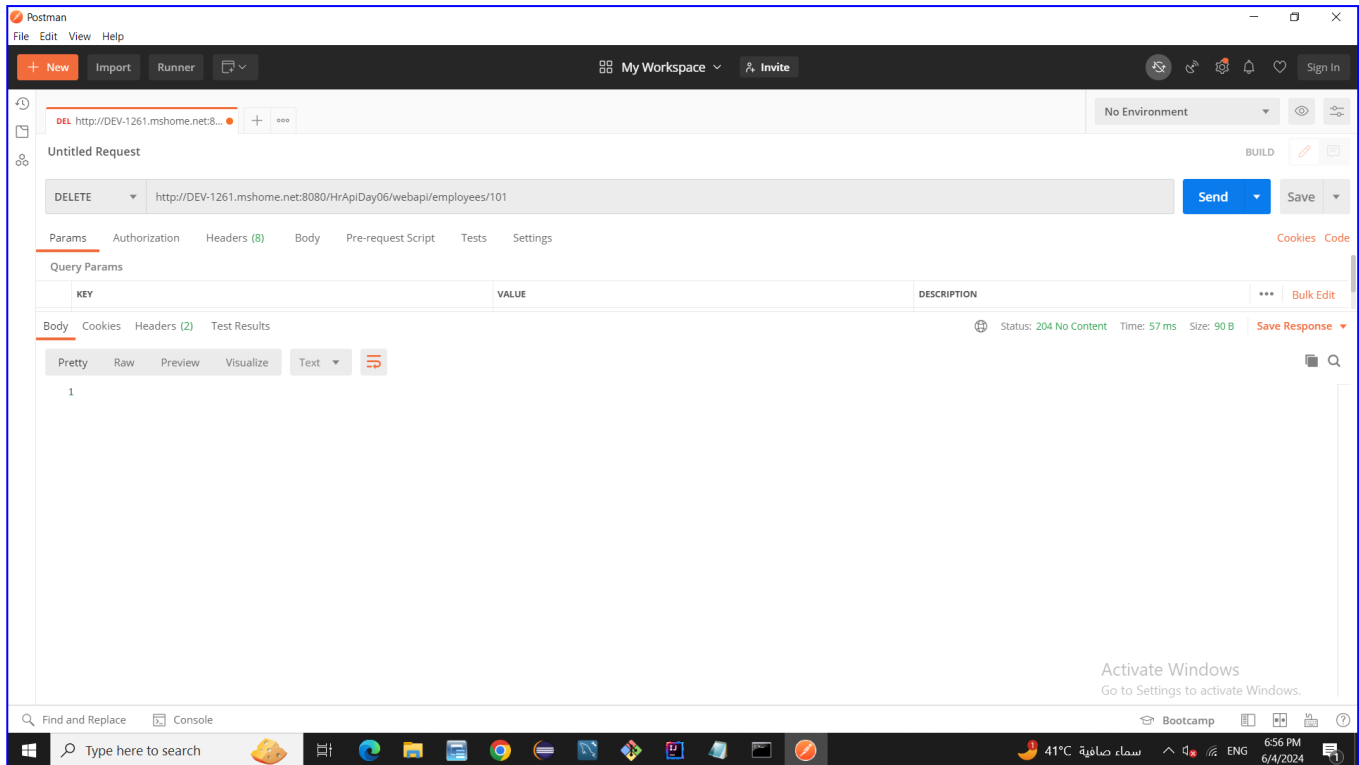 Postman
File Edit View Help
+ New Import Runner My Workspace Invite Sign In
DEL http://DEV-1261.mshome.net:8... + ooo No Environment
Untitled Request BUILD
DELETE http://DEV-1261.mshome.net:8080/HrApiDay06/webapi/employees/101 Send Save
Params Authorization Headers (8) Body Pre-request Script Tests Settings Cookies Code
Query Params
KEY VALUE DESCRIPTION ••• Bulk Edit
Body Cookies Headers (2) Test Results Status: 204 No Content Time: 57 ms Size: 90 B Save Response
Pretty Raw Preview Visualize Text
1
Activate Windows
Go to Settings to activate Windows.
Find and Replace Console Bootcamp
Type here to search 41°C سماء صافية ENG 6:56 PM
6/4/2024 1